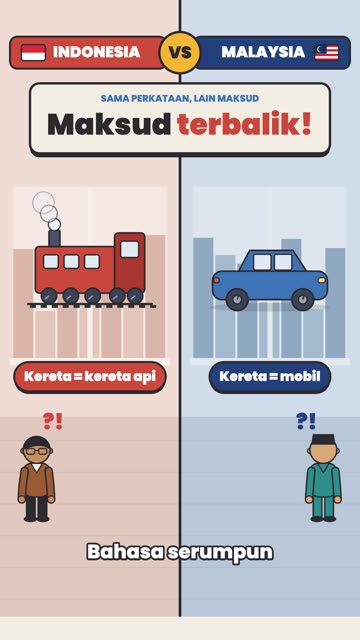 INDONESIA
VS
MALAYSIA
SAMA PERKATAAN, LAIN MAKSUD
Maksud terbalik!
Kereta = kereta api
Kereta = mobil
?!
?!
Bahasa serumpun